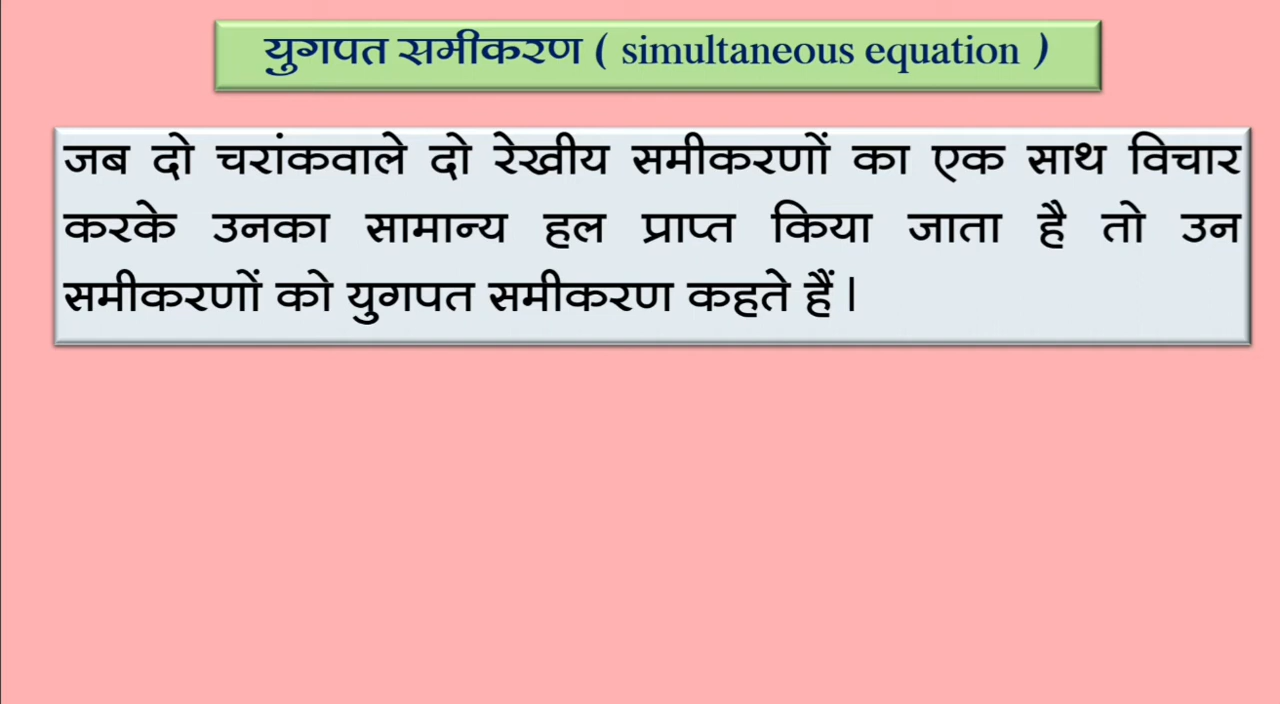 युगपत समीकरण ( simultaneous equation )
जब दो चरांकवाले दो रेखीय समीकरणों का एक साथ विचार
करके उनका सामान्य हल प्राप्त किया जाता है तो उन
समीकरणों को युगपत समीकरण कहते हैं।